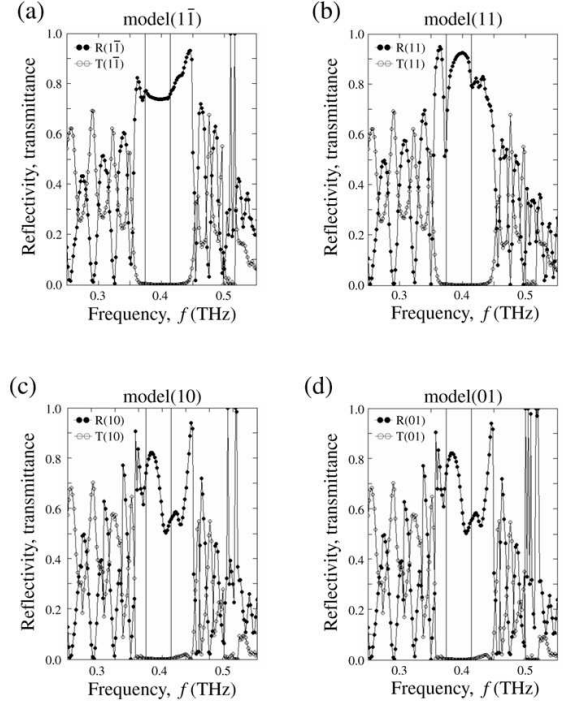 (a)
model(11̄)
R(11̄)
T(11̄)
Reflectivity, transmittance
1.0
0.8
0.6
0.4
0.2
0.0
0.3
0.4
0.5
Frequency, f(THz)
(b)
model(11)
R(11)
T(11)
Reflectivity, transmittance
1.0
0.8
0.6
0.4
0.2
0.0
0.3
0.4
0.5
Frequency, f(THz)
(c)
model(10)
R(10)
T(10)
Reflectivity, transmittance
1.0
0.8
0.6
0.4
0.2
0.0
0.3
0.4
0.5
Frequency, f(THz)
(d)
model(01)
R(01)
T(01)
Reflectivity, transmittance
1.0
0.8
0.6
0.4
0.2
0.0
0.3
0.4
0.5
Frequency, f(THz)